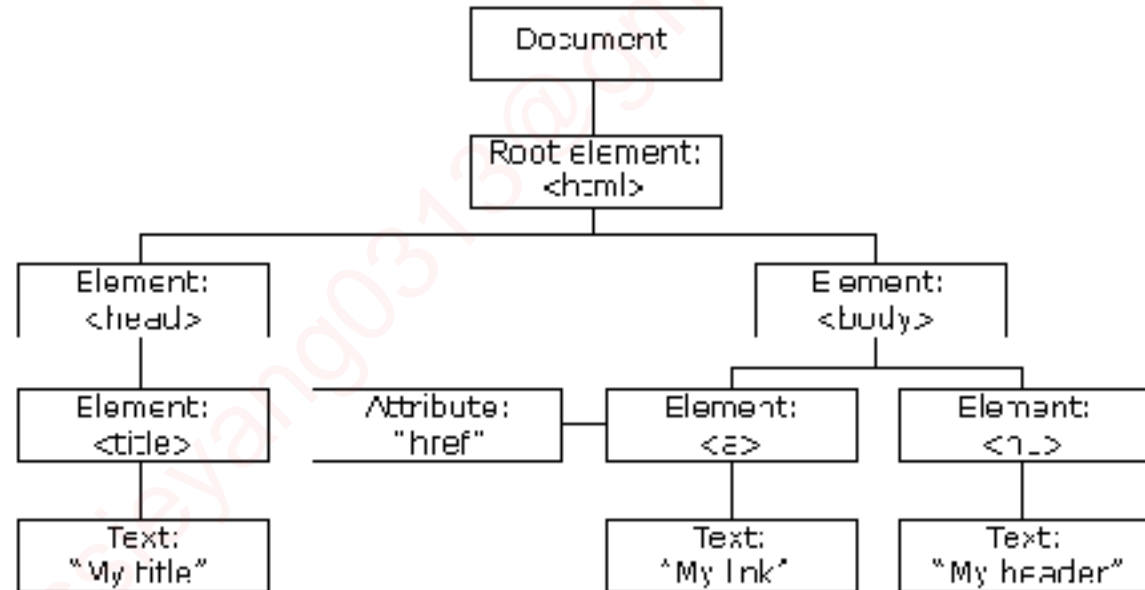 Document
Root element:
<html>
Element:
<head>
Element:
<body>
Element:
<title>
Attribute:
"href"
Element:
<a>
Element:
Text:
"My title"
Text:
"My link"
Text:
"My header"